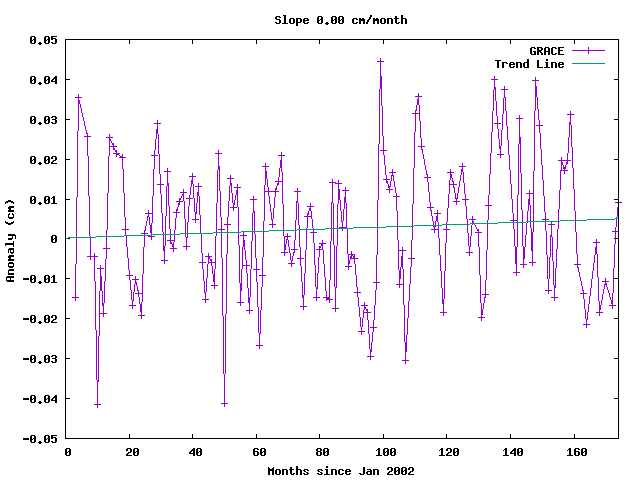 Slope 0.00 cm/month
GRACE
Trend Line
0.05
0.04
0.03
0.02
0.01
0
-0.01
-0.02
-0.03
-0.04
-0.05
Anomaly (cm)
0 20 40 60 80 100 120 140 160
Months since Jan 2002